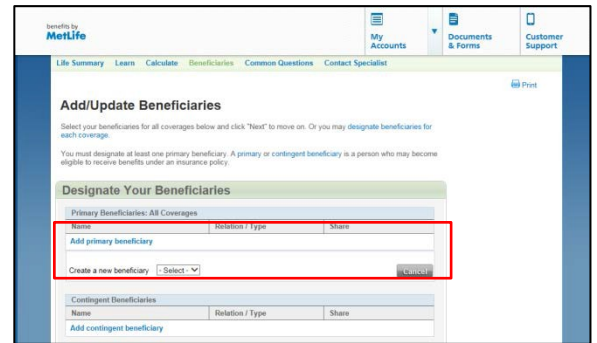 benefits by
MetLife
My
Accounts
Documents
& Forms
Customer
Support
Life Summary Learn Calculate Beneficiaries Common Questions Contact Specialist
Print
Add/Update Beneficiaries
Select your beneficiaries for all coverages below and click "Next" to move on. Or you may designate beneficiaries for
each coverage.
You must designate at least one primary beneficiary. A primary or contingent beneficiary is a person who may become
eligible to receive benefits under an insurance policy.
Designate Your Beneficiaries
Primary Beneficiaries: All Coverages
Name Relation / Type Share
Add primary beneficiary
Create a new beneficiary - Select - Cancel
Contingent Beneficiaries
Name Relation / Type Share
Add contingent beneficiary